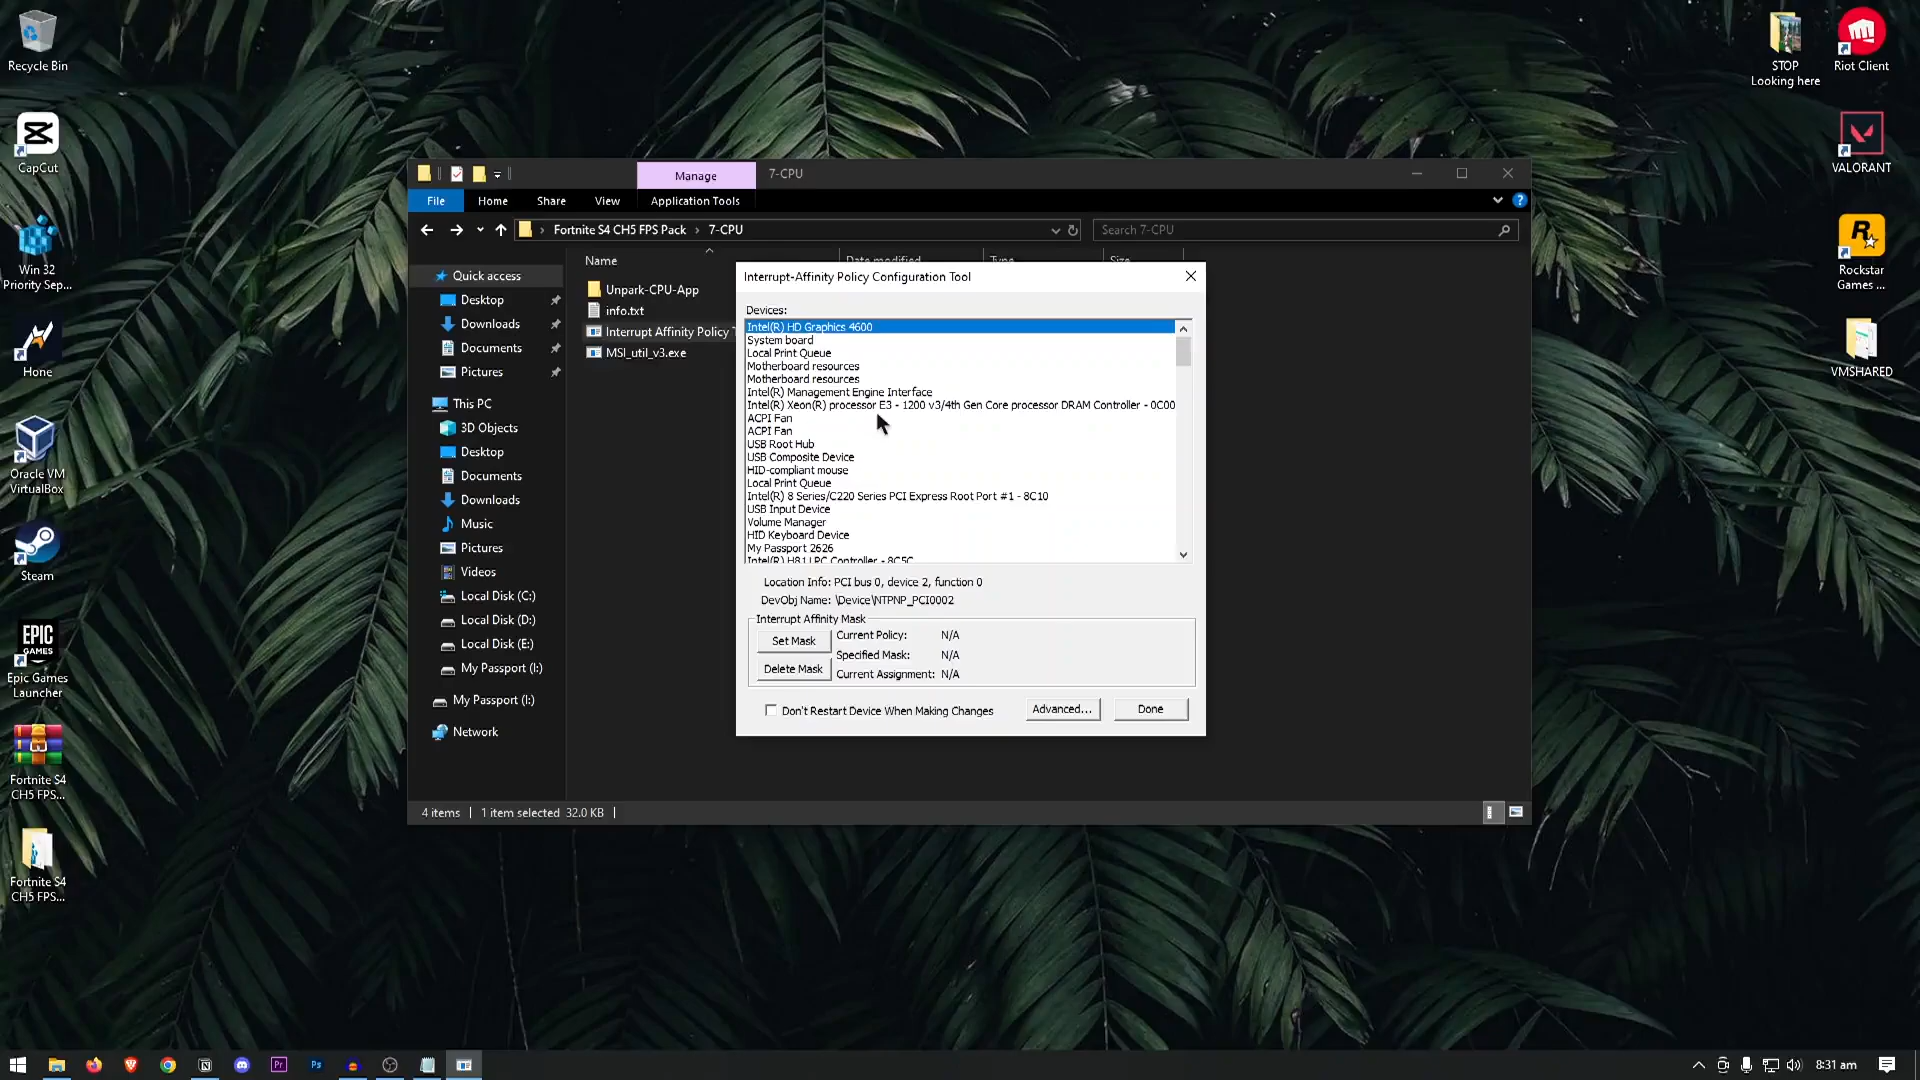 Recycle Bin
CapCut
Win 32
Priority Sep...
Hone
Oracle VM
VirtualBox
Steam
EPIC
GAMES
Epic Games
Launcher
Fortnite S4
CH5 FPS...
Fortnite S4
CH5 FPS...
STOP
Looking here
Riot Client
VALORANT
Rockstar
Games ...
VMSHARED
Manage
7-CPU
File
Home
Share
View
Application Tools
Fortnite S4 CH5 FPS Pack
7-CPU
Search 7-CPU
Quick access
Desktop
Downloads
Documents
Pictures
This PC
3D Objects
Desktop
Documents
Downloads
Music
Pictures
Videos
Local Disk (C:)
Local Disk (D:)
Local Disk (E:)
My Passport (I:)
My Passport (I:)
Network
Name
Date modified
Type
Size
Unpark-CPU-App
info.txt
Interrupt Affinity Policy T
MSI_util_v3.exe
4 items
1 item selected 32.0 KB
Interrupt-Affinity Policy Configuration Tool
Devices:
Intel(R) HD Graphics 4600
System board
Local Print Queue
Motherboard resources
Motherboard resources
Intel(R) Management Engine Interface
Intel(R) Xeon(R) processor E3 - 1200 v3/4th Gen Core processor DRAM Controller - 0C00
ACPI Fan
ACPI Fan
USB Root Hub
USB Composite Device
HID-compliant mouse
Local Print Queue
Intel(R) 8 Series/C220 Series PCI Express Root Port #1 - 8C10
USB Input Device
Volume Manager
HID Keyboard Device
My Passport 2626
Intel(R) H81 LPC Controller - 8C5C
Location Info: PCI bus 0, device 2, function 0
DevObj Name: \Device\NTPNP_PCI0002
Interrupt Affinity Mask
Set Mask
Current Policy: N/A
Specified Mask: N/A
Delete Mask
Current Assignment: N/A
Don't Restart Device When Making Changes
Advanced...
Done
Pr
Ps
8:31 am